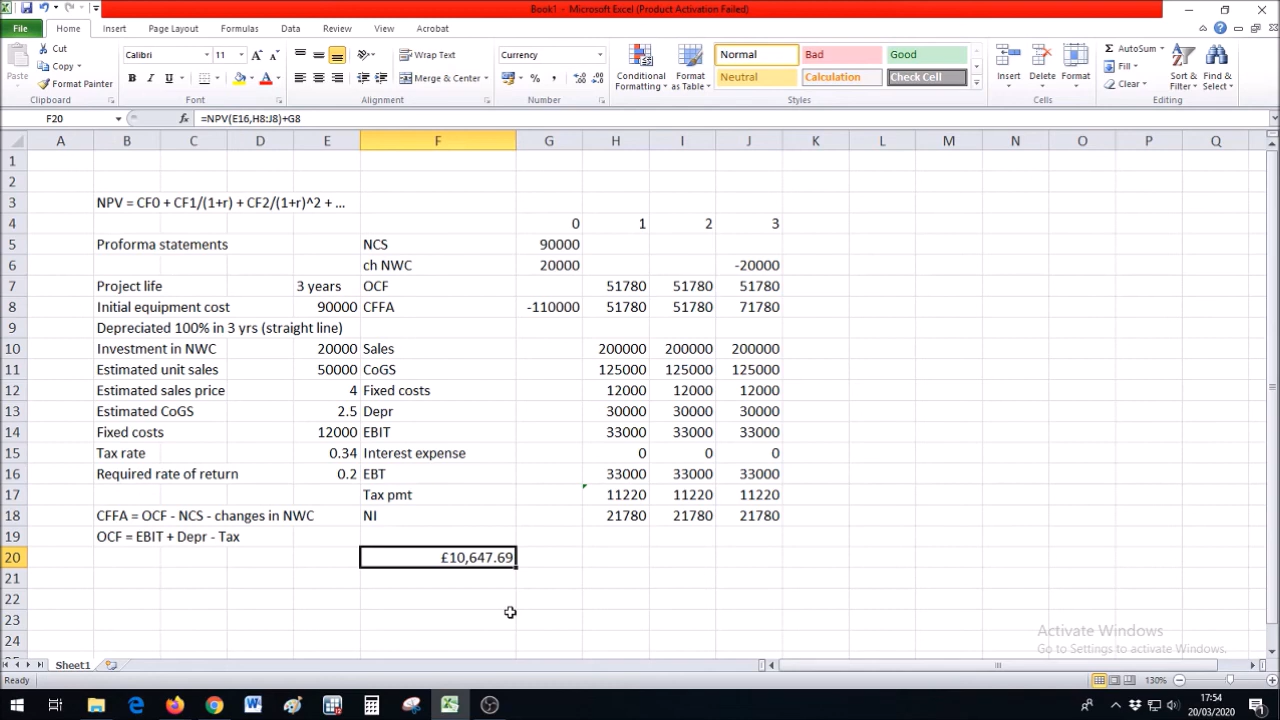 Book1 - Microsoft Excel (Product Activation Failed)
File Home Insert Page Layout Formulas Data Review View Acrobat
Cut Calibri 11 Wrap Text Currency Normal Bad Good AutoSum
Copy Fill
Paste Format Painter Merge & Center Conditional Formatting Format as Table Neutral Calculation Check Cell Insert Delete Format Clear Sort & Filter Find & Select
Clipboard Font Alignment Number Styles Cells Editing
F20 fx =NPV(E16,H8:J8)+G8
A B C D E F G H I J K L M N O P Q
1
2
3 NPV = CF0 + CF1/(1+r) + CF2/(1+r)^2 + ...
4 0 1 2 3
5 Proforma statements NCS 90000
6 ch NWC 20000 -20000
7 Project life 3 years OCF 51780 51780 51780
8 Initial equipment cost 90000 CFFA -110000 51780 51780 71780
9 Depreciated 100% in 3 yrs (straight line)
10 Investment in NWC 20000 Sales 200000 200000 200000
11 Estimated unit sales 50000 CoGS 125000 125000 125000
12 Estimated sales price 4 Fixed costs 12000 12000 12000
13 Estimated CoGS 2.5 Depr 30000 30000 30000
14 Fixed costs 12000 EBIT 33000 33000 33000
15 Tax rate 0.34 Interest expense 0 0 0
16 Required rate of return 0.2 EBT 33000 33000 33000
17 Tax pmt 11220 11220 11220
18 CFFA = OCF - NCS - changes in NWC NI 21780 21780 21780
19 OCF = EBIT + Depr - Tax
20 £10,647.69
21
22
23
24
Activate Windows
Go to Settings to activate Windows.
Sheet1
Ready 130%
17:54
20/03/2020